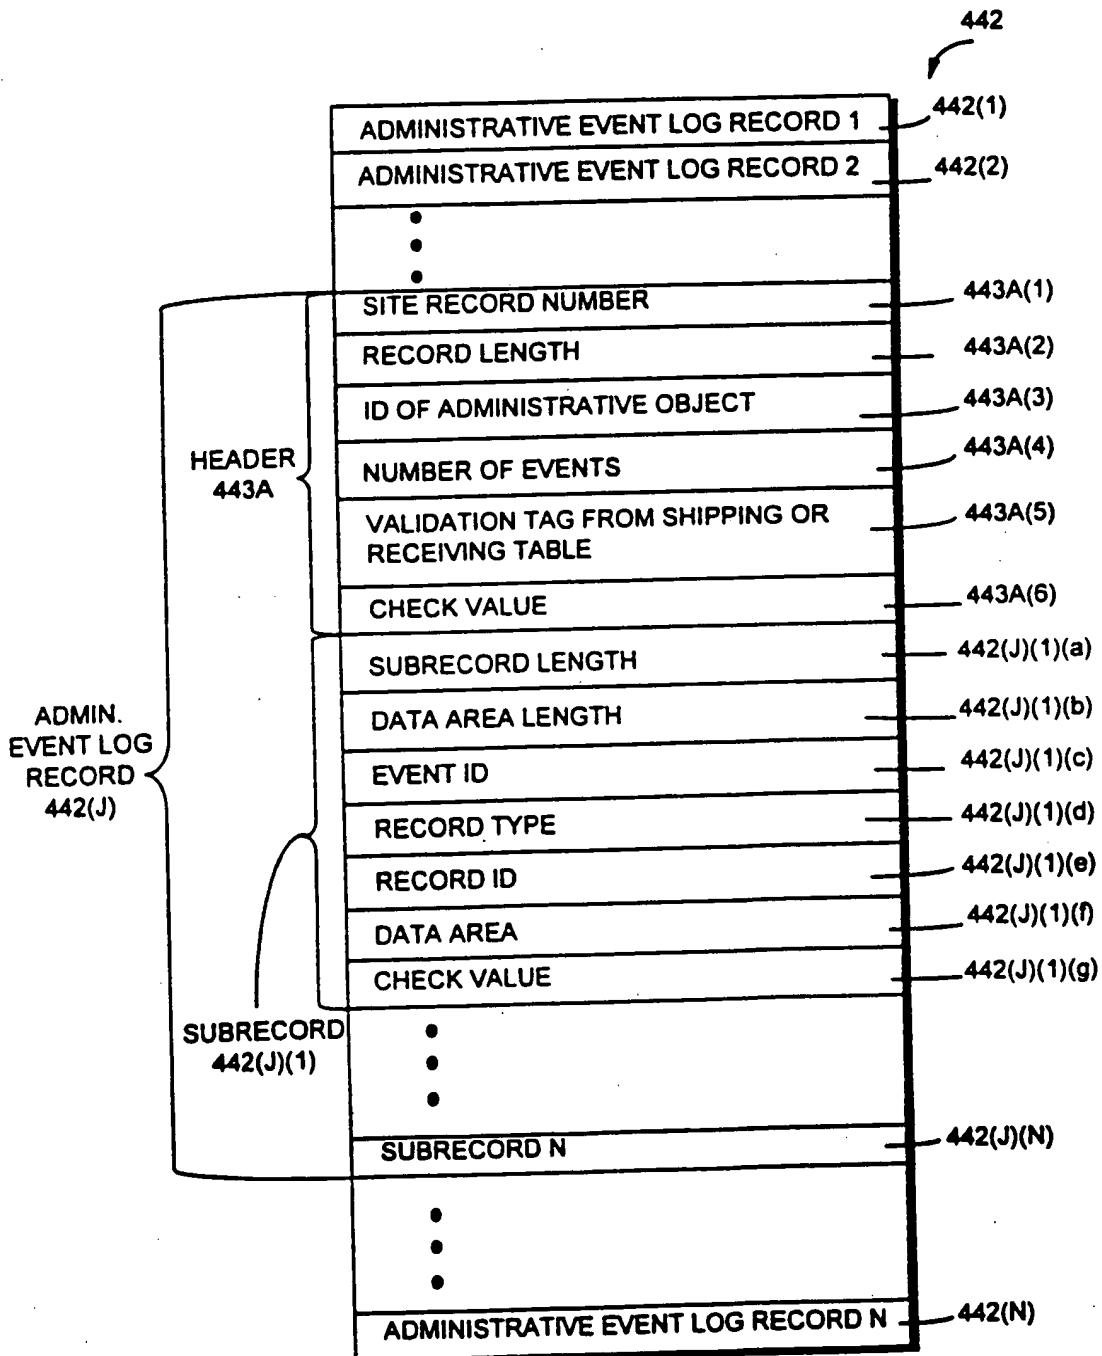 442
ADMINISTRATIVE EVENT LOG RECORD 1
442(1)
ADMINISTRATIVE EVENT LOG RECORD 2
442(2)
SITE RECORD NUMBER
443A(1)
RECORD LENGTH
443A(2)
ID OF ADMINISTRATIVE OBJECT
443A(3)
HEADER
443A
NUMBER OF EVENTS
443A(4)
VALIDATION TAG FROM SHIPPING OR
RECEIVING TABLE
443A(5)
CHECK VALUE
443A(6)
SUBRECORD LENGTH
442(J)(1)(a)
ADMIN.
EVENT LOG
RECORD
442(J)
DATA AREA LENGTH
442(J)(1)(b)
EVENT ID
442(J)(1)(c)
RECORD TYPE
442(J)(1)(d)
RECORD ID
442(J)(1)(e)
DATA AREA
442(J)(1)(f)
CHECK VALUE
442(J)(1)(g)
SUBRECORD
442(J)(1)
SUBRECORD N
442(J)(N)
ADMINISTRATIVE EVENT LOG RECORD N
442(N)